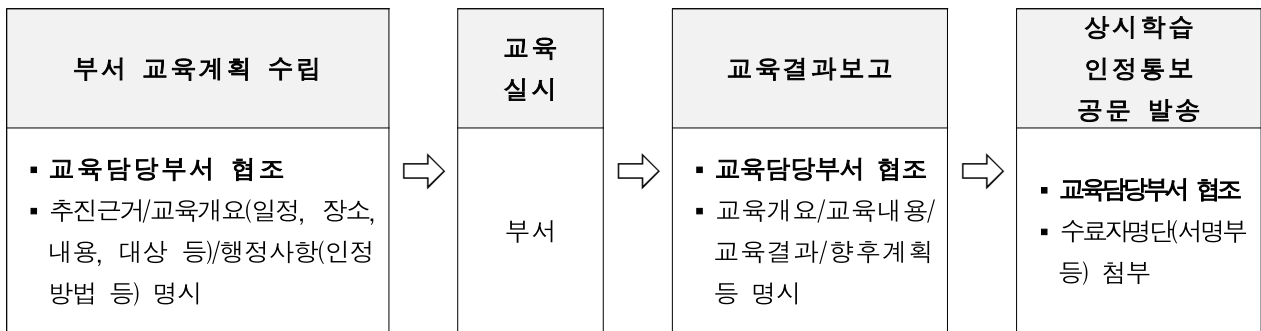 부서 교육계획 수립
▪ 교육담당부서 협조
▪ 추진근거/교육개요(일정, 장소,
내용, 대상 등)/행정사항(인정
방법 등) 명시
교육
실시
부서
교육결과보고
▪ 교육담당부서 협조
▪ 교육개요/교육내용/
교육결과/향후계획
등 명시
상시학습
인정통보
공문 발송
▪ 교육담당부서 협조
▪ 수료자명단(서명부
등) 첨부